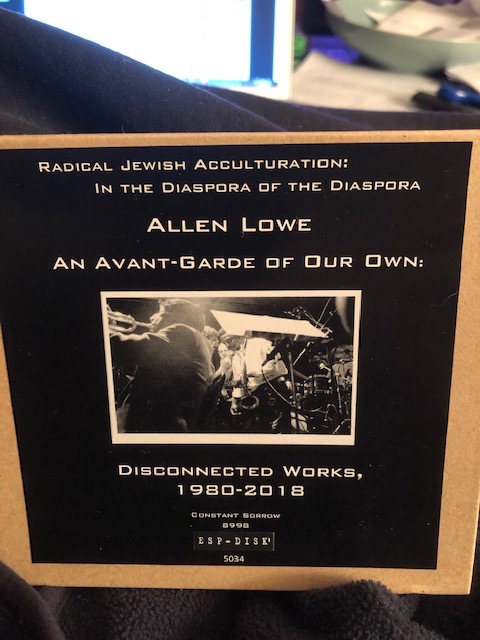 Radical Jewish Acculturation:
In the Diaspora of the Diaspora
Allen Lowe
An Avant-Garde of Our Own:
Disconnected Works,
1980-2018
Constant Sorrow
8998
ESP-DISK'
5034